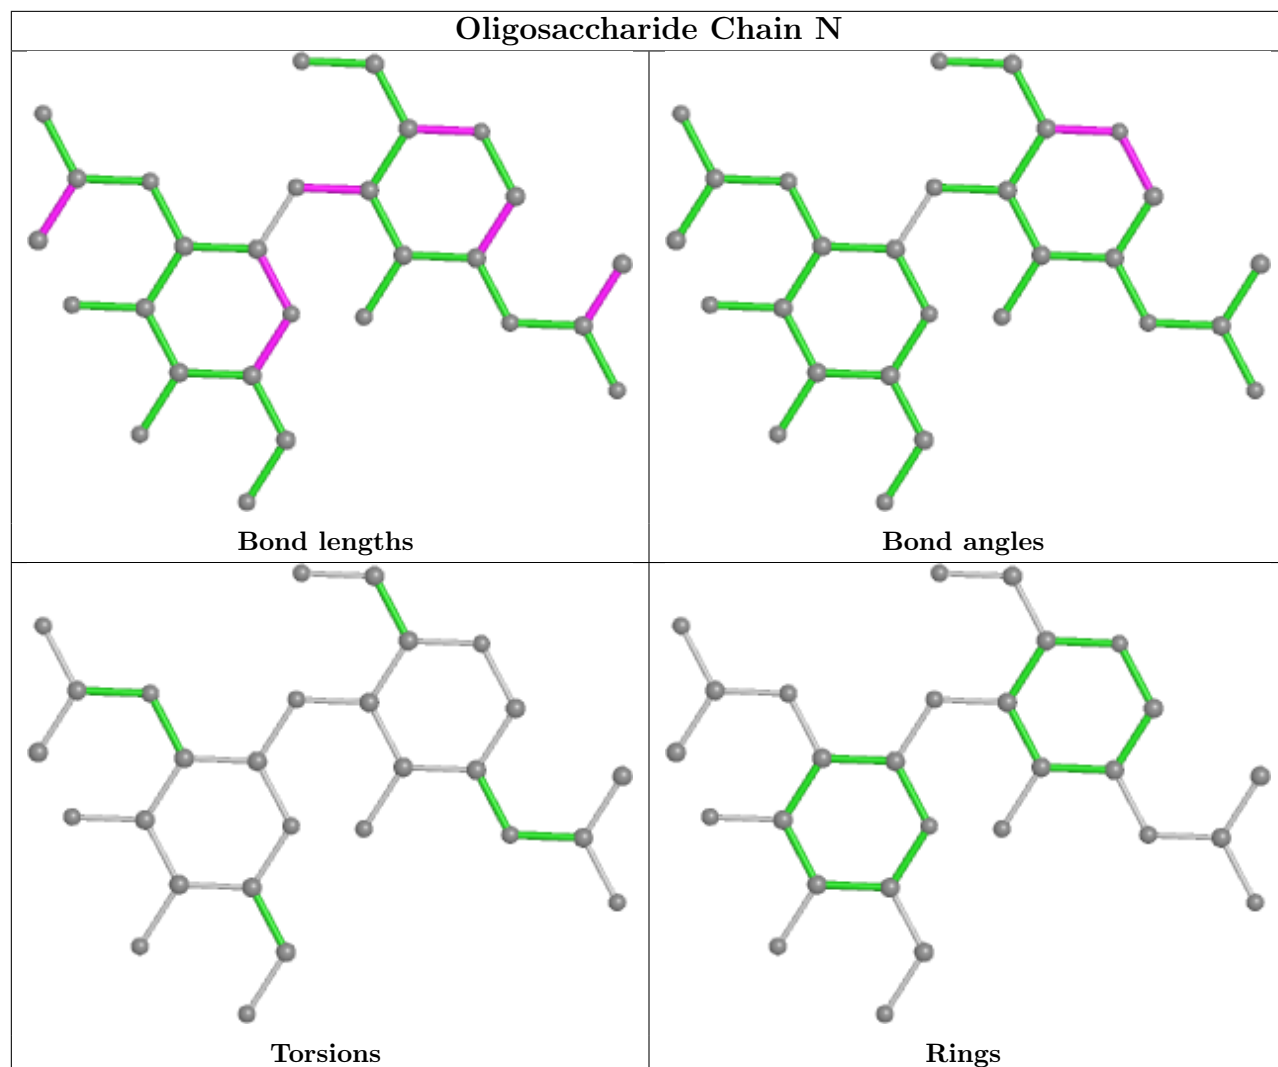 Oligosaccharide Chain N
Bond lengths
Bond angles
Torsions
Rings